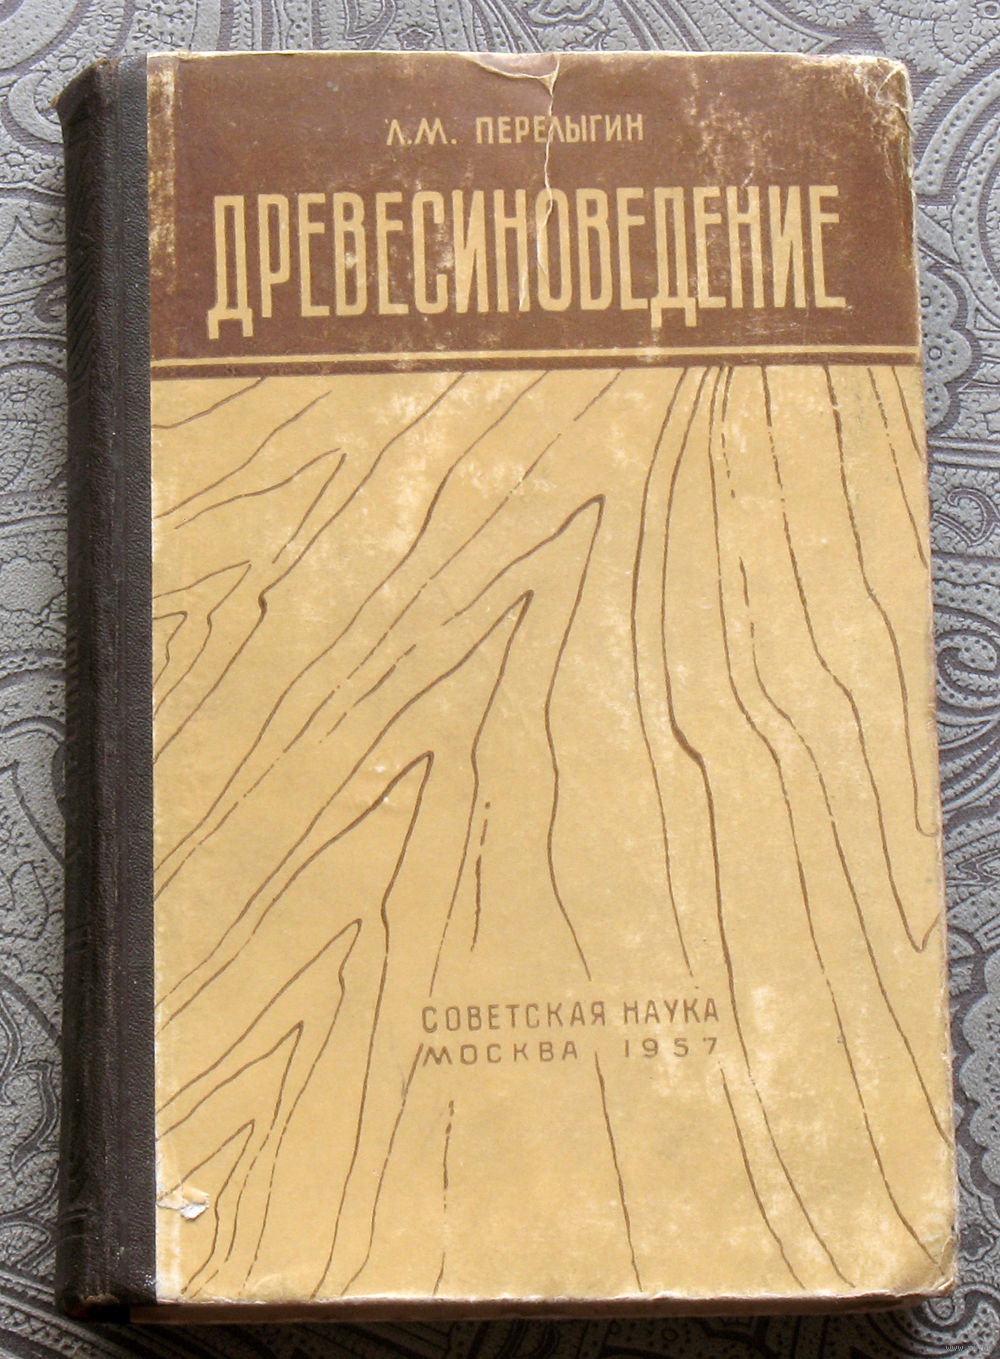 Л.М. ПЕРЕЛЫГИН
ДРЕВЕСИНОВЕДЕНИЕ
СОВЕТСКАЯ НАУКА
МОСКВА 1957